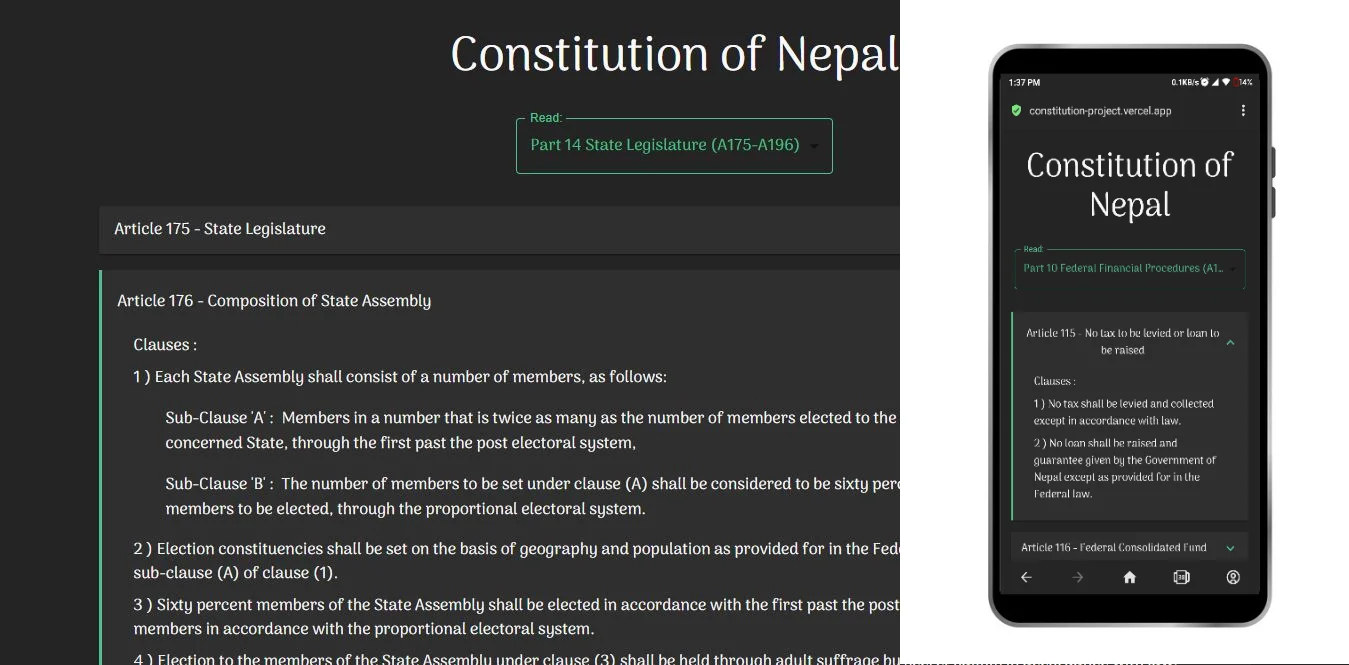 Constitution of Nepal
Read:
Part 14 State Legislature (A175-A196)
Article 175 - State Legislature
Article 176 - Composition of State Assembly
Clauses :
1 ) Each State Assembly shall consist of a number of members, as follows:
Sub-Clause 'A' : Members in a number that is twice as many as the number of members elected to the
concerned State, through the first past the post electoral system,
Sub-Clause 'B' : The number of members to be set under clause (A) shall be considered to be sixty perc
members to be elected, through the proportional electoral system.
2 ) Election constituencies shall be set on the basis of geography and population as provided for in the Fede
sub-clause (A) of clause (1).
3 ) Sixty percent members of the State Assembly shall be elected in accordance with the first past the post
members in accordance with the proportional electoral system.
4 ) Election to the members of the State Assembly under clause (3) shall be held through adult suffrage by
1:37 PM
0.1KB/s
14%
constitution-project.vercel.app
Constitution of
Nepal
Read:
Part 10 Federal Financial Procedures (A1...
Article 115 - No tax to be levied or loan to
be raised
Clauses :
1 ) No tax shall be levied and collected
except in accordance with law.
2 ) No loan shall be raised and
guarantee given by the Government of
Nepal except as provided for in the
Federal law.
Article 116 - Federal Consolidated Fund